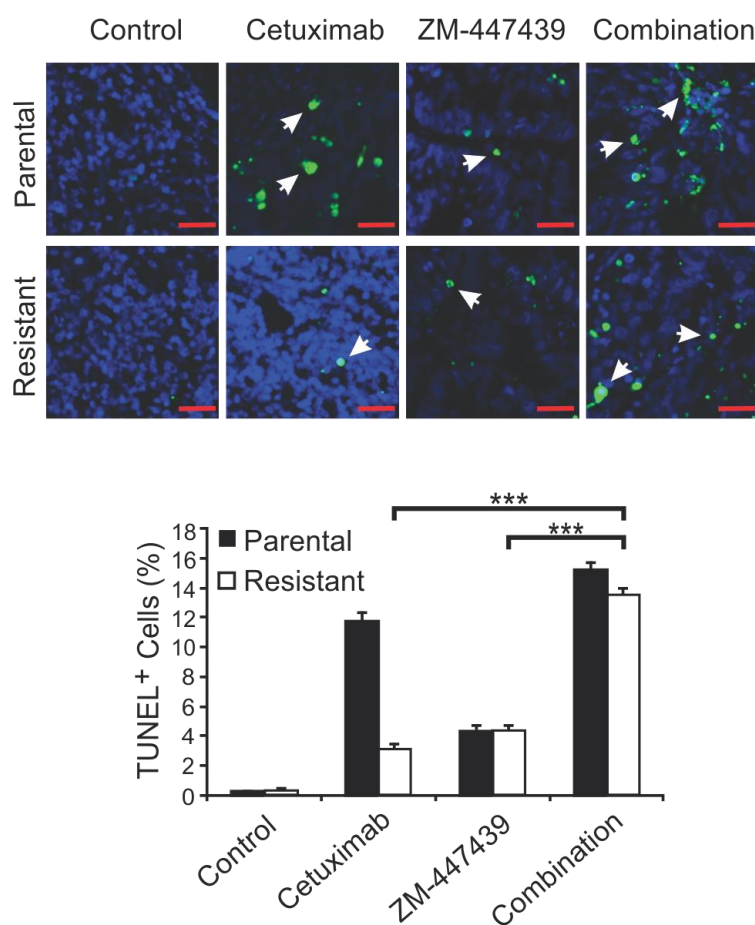 Control Cetuximab ZM-447439 Combination
Parental
Resistant
***
***
18
16
14
12
10
8
6
4
2
0
TUNEL+ Cells (%)
Parental
Resistant
Control
Cetuximab
ZM-447439
Combination